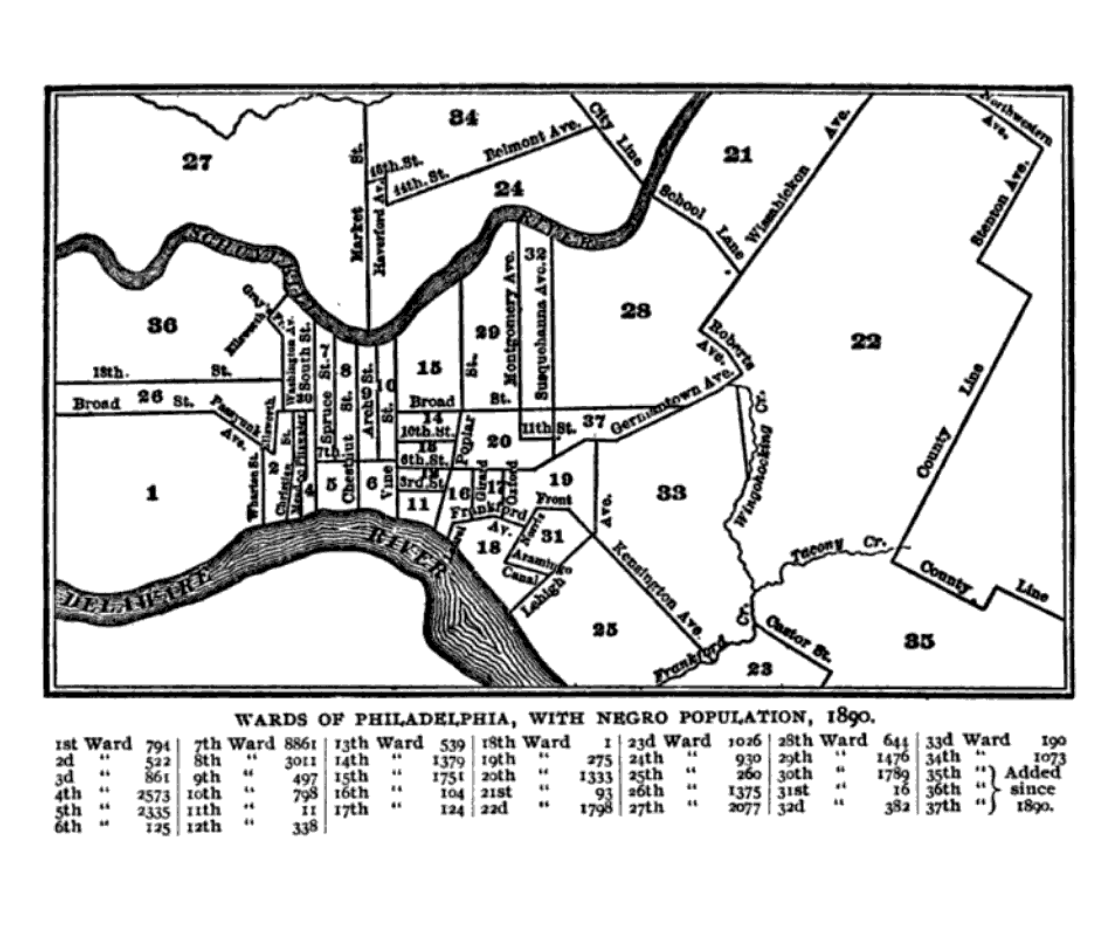 27
34
24
21
22
St.
46th. St.
44th. St.
Belmont Ave.
City Line
School Lane
Wissahickon Ave.
Northwestern Ave.
Stenton Ave.
Market
Haverford Av.
SCHUYLKILL
RIVER
36
Gray's
Ellsworth
Washington Av.
South St.
30
Spruce St.
7
8
Chestnut St.
Arch St.
9
10
Vine St.
15
St.
29
Montgomery Ave.
32
Susquehanna Ave.
28
Roberts Ave.
Germantown Ave.
18th. St.
26
Broad St.
Passyunk Ave.
Broad St.
14
10th. St.
13
6th. St.
12
3rd. St.
11
Poplar
20
11th St.
37
Ellsworth St.
Wharton St.
Christian
1
4
7th
5
6
16
Girard
17
Oxford
19
Front
Ave.
33
Frankford Av.
18
Norris
31
Aramingo
Canal
Lehigh
25
Kensington Ave.
Wingohocking Cr.
Tacony Cr.
Frankford Cr.
Castor St.
23
35
County Line
County Line
DELAWARE RIVER
WARDS OF PHILADELPHIA, WITH NEGRO POPULATION, 1890.
1st Ward 794 7th Ward 8861 13th Ward 539 18th Ward 1 23d Ward 1026 28th Ward 644 33d Ward 190
2d " 522 8th " 3011 14th " 1379 19th " 275 24th " 930 29th " 1476 34th " 1073
3d " 861 9th " 497 15th " 1751 20th " 1333 25th " 260 30th " 1789 35th " } Added
4th " 2573 10th " 798 16th " 104 21st " 93 26th " 1375 31st " 16 36th " } since
5th " 2335 11th " 11 17th " 124 22d " 1798 27th " 2077 32d " 382 37th " } 1890.
6th " 125 12th " 338